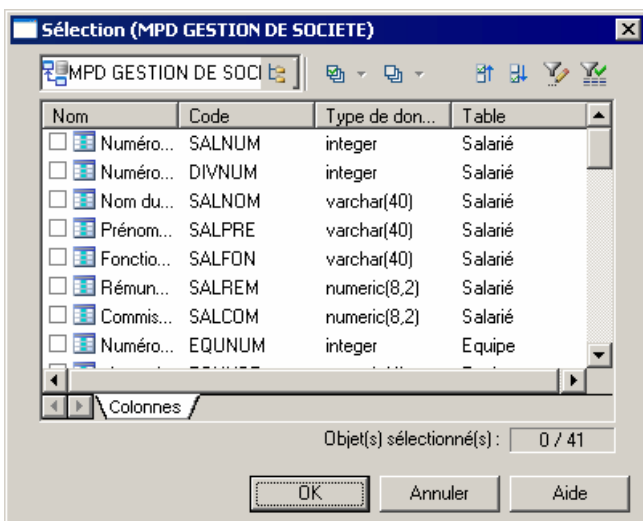 Sélection (MPD GESTION DE SOCIETE)
MPD GESTION DE SOCI
Nom Code Type de don... Table
Numéro... SALNUM integer Salarié
Numéro... DIVNUM integer Salarié
Nom du... SALNOM varchar(40) Salarié
Prénom... SALPRE varchar(40) Salarié
Fonctio... SALFON varchar(40) Salarié
Rémun... SALREM numeric(8,2) Salarié
Commis... SALCOM numeric(8,2) Salarié
Numéro... EQUNUM integer Equipe
Colonnes
Objet(s) sélectionné(s) : 0 / 41
OK Annuler Aide